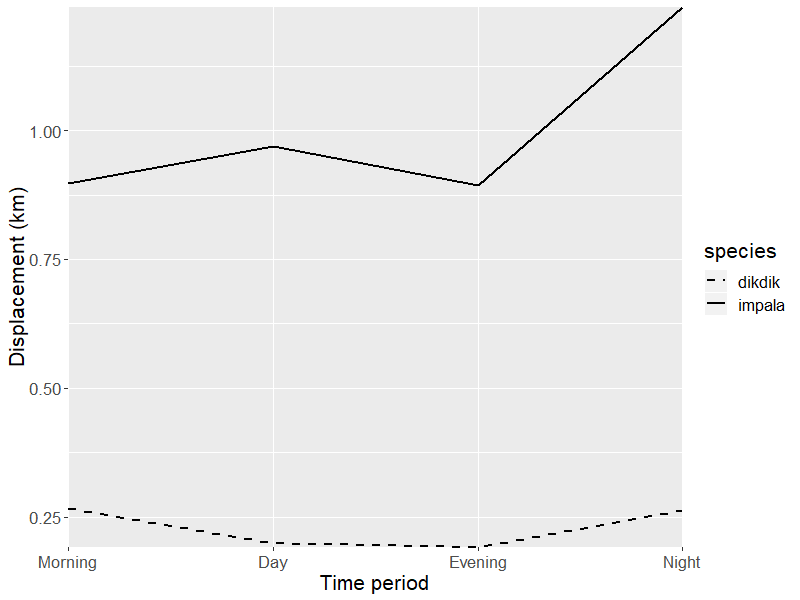 Displacement (km)
1.00
0.75
0.50
0.25
Morning
Day
Evening
Night
Time period
species
dikdik
impala